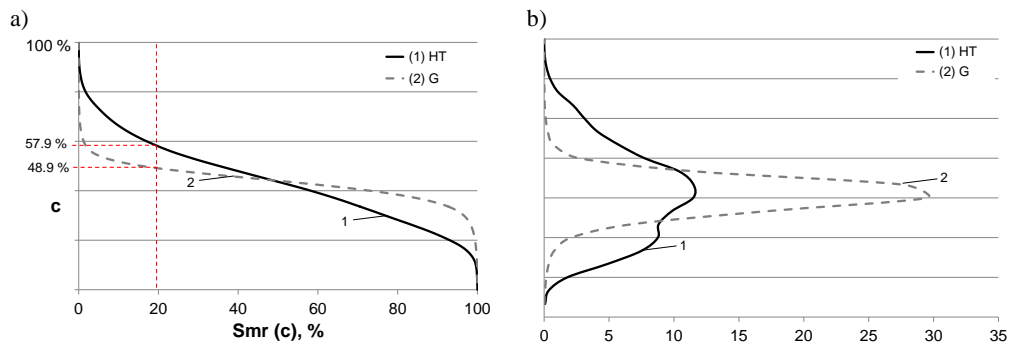 a)
100 %
(1) HT
(2) G
57.9 %
48.9 %
2
c
1
0 20 40 60 80 100
Smr (c), %
b)
(1) HT
(2) G
2
1
0 5 10 15 20 25 30 35